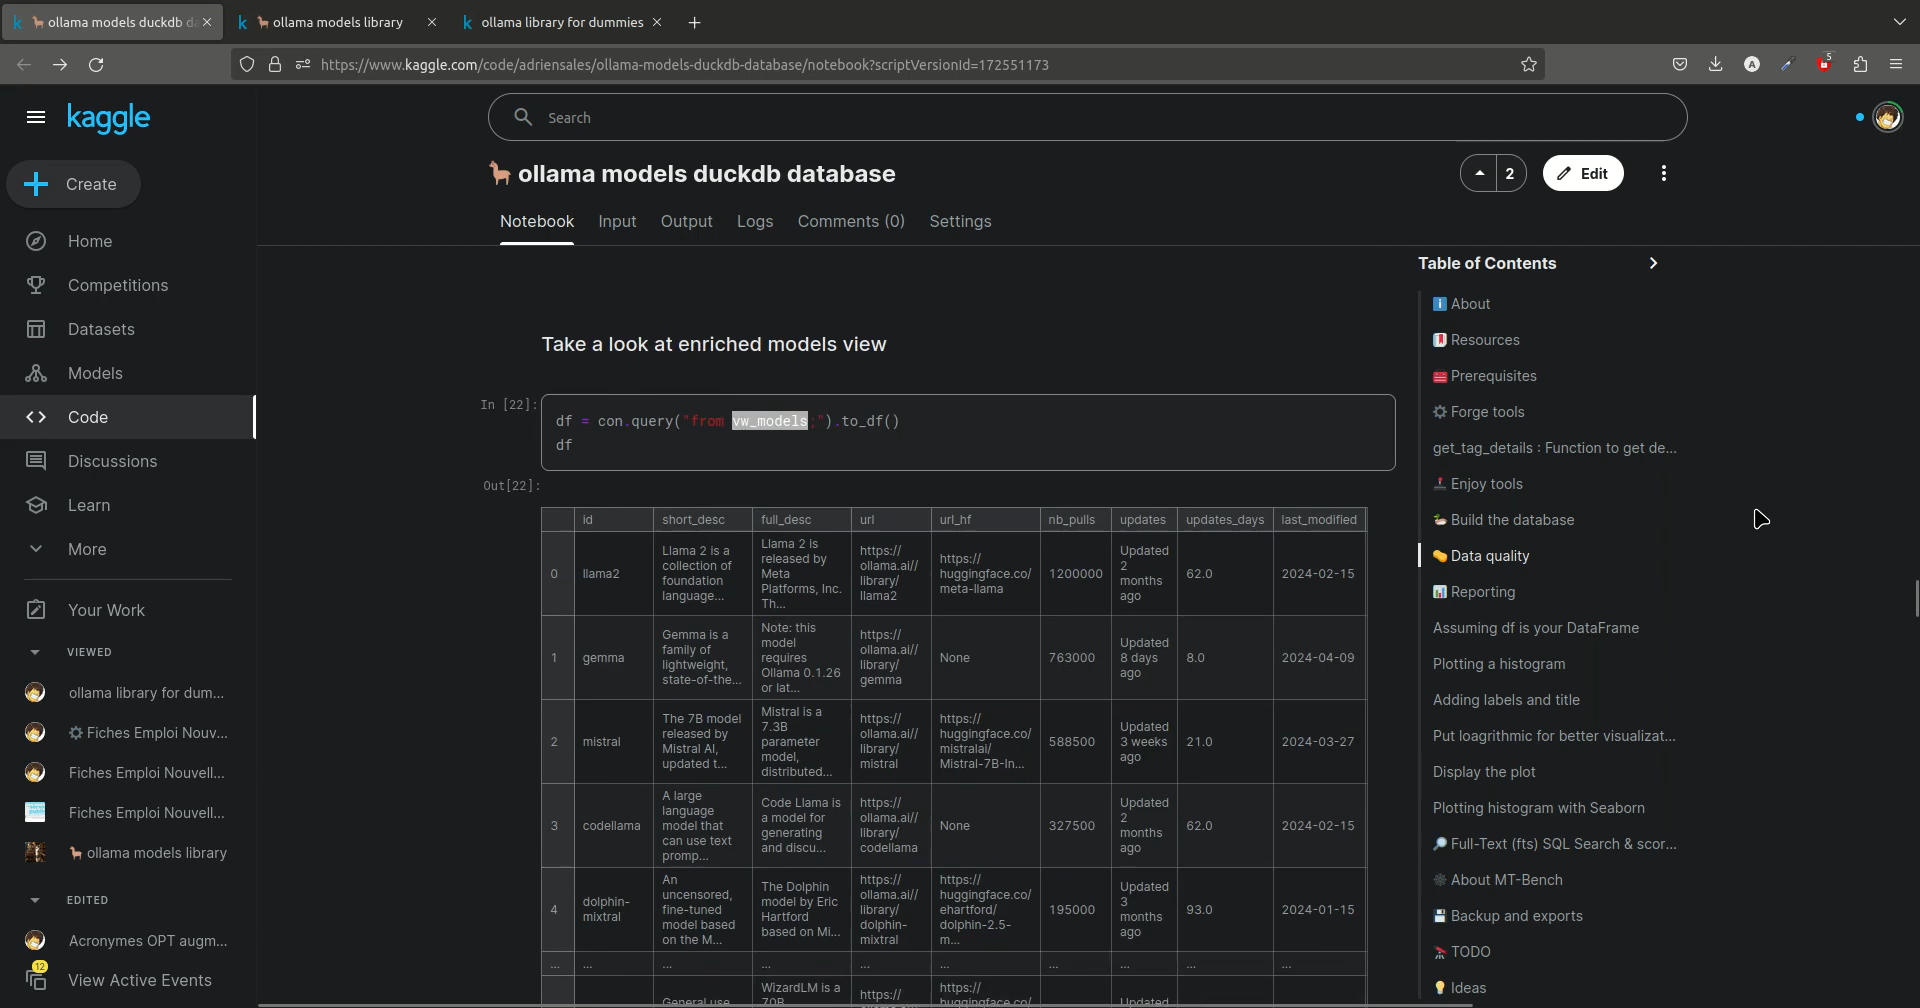 ollama models duckdb da
ollama models library
ollama library for dummies
https://www.kaggle.com/code/adriensales/ollama-models-duckdb-database/notebook?scriptVersionId=172551173
A
5
kaggle
Search
ollama models duckdb database
2
Edit
Create
Notebook
Input
Output
Logs
Comments (0)
Settings
Home
Competitions
Datasets
Models
Code
Discussions
Learn
More
Your Work
VIEWED
ollama library for dum...
Fiches Emploi Nouv...
Fiches Emploi Nouvell...
Fiches Emploi Nouvell...
ollama models library
EDITED
Acronymes OPT augm...
12
View Active Events
Take a look at enriched models view
In [22]:
df = con.query("from vw_models;").to_df()
df
Out[22]:
id short_desc full_desc url url_hf nb_pulls updates updates_days last_modified
0
llama2
Llama 2 is a
collection of
foundation
language...
Llama 2 is
released by
Meta
Platforms, Inc.
Th...
https://
ollama.ai//
library/
llama2
https://
huggingface.co/
meta-llama
1200000
Updated
2
months
ago
62.0
2024-02-15
1
gemma
Gemma is a
family of
lightweight,
state-of-the...
Note: this
model
requires
Ollama 0.1.26
or lat...
https://
ollama.ai//
library/
gemma
None
763000
Updated
8 days
ago
8.0
2024-04-09
2
mistral
The 7B model
released by
Mistral AI,
updated t...
Mistral is a
7.3B
parameter
model,
distributed...
https://
ollama.ai//
library/
mistral
https://
huggingface.co/
mistralai/
Mistral-7B-In...
588500
Updated
3 weeks
ago
21.0
2024-03-27
3
codellama
A large
language
model that
can use text
promp...
Code Llama is
a model for
generating
and discu...
https://
ollama.ai//
library/
codellama
None
327500
Updated
2
months
ago
62.0
2024-02-15
4
dolphin-
mixtral
An
uncensored,
fine-tuned
model based
on the M...
The Dolphin
model by Eric
Hartford
based on Mi...
https://
ollama.ai//
library/
dolphin-
mixtral
https://
huggingface.co/
ehartford/
dolphin-2.5-
m...
195000
Updated
3
months
ago
93.0
2024-01-15
... ... ... ... ... ... ... ... ... ...
General use
WizardLM is a
70B
https://
https://
huggingface.co/
Updated
Table of Contents
About
Resources
Prerequisites
Forge tools
get_tag_details : Function to get de...
Enjoy tools
Build the database
Data quality
Reporting
Assuming df is your DataFrame
Plotting a histogram
Adding labels and title
Put loagrithmic for better visualizat...
Display the plot
Plotting histogram with Seaborn
Full-Text (fts) SQL Search & scor...
About MT-Bench
Backup and exports
TODO
Ideas